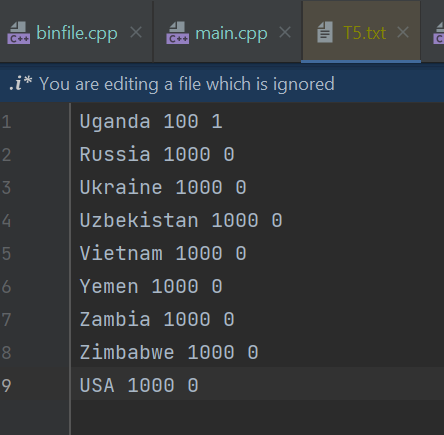 binfile.cpp × main.cpp × T5.txt ×
.i* You are editing a file which is ignored
1 Uganda 100 1
2 Russia 1000 0
3 Ukraine 1000 0
4 Uzbekistan 1000 0
5 Vietnam 1000 0
6 Yemen 1000 0
7 Zambia 1000 0
8 Zimbabwe 1000 0
9 USA 1000 0